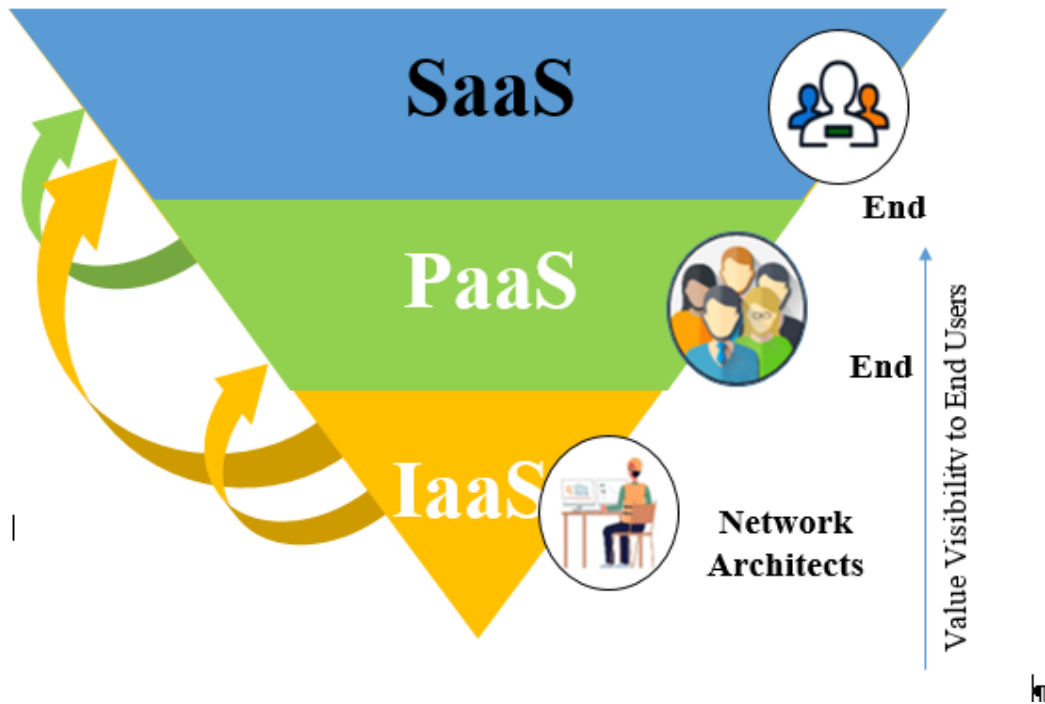 SaaS
End
PaaS
End
IaaS
Network
Architects
Value Visibility to End Users
¶